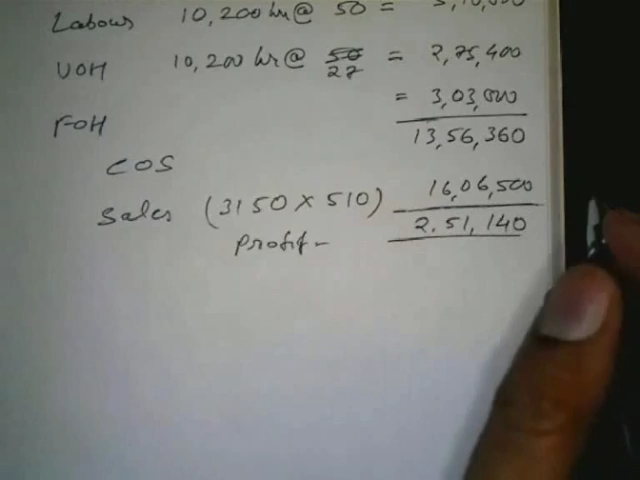 Labour 10,200 hr @ 50 =
VOH 10,200 hr @ 50 27 = 2,75,400
FOH = 3,03,000
13,56,360
COS
Sales (3150 × 510) 16,06,500
Profit - 2.51,140